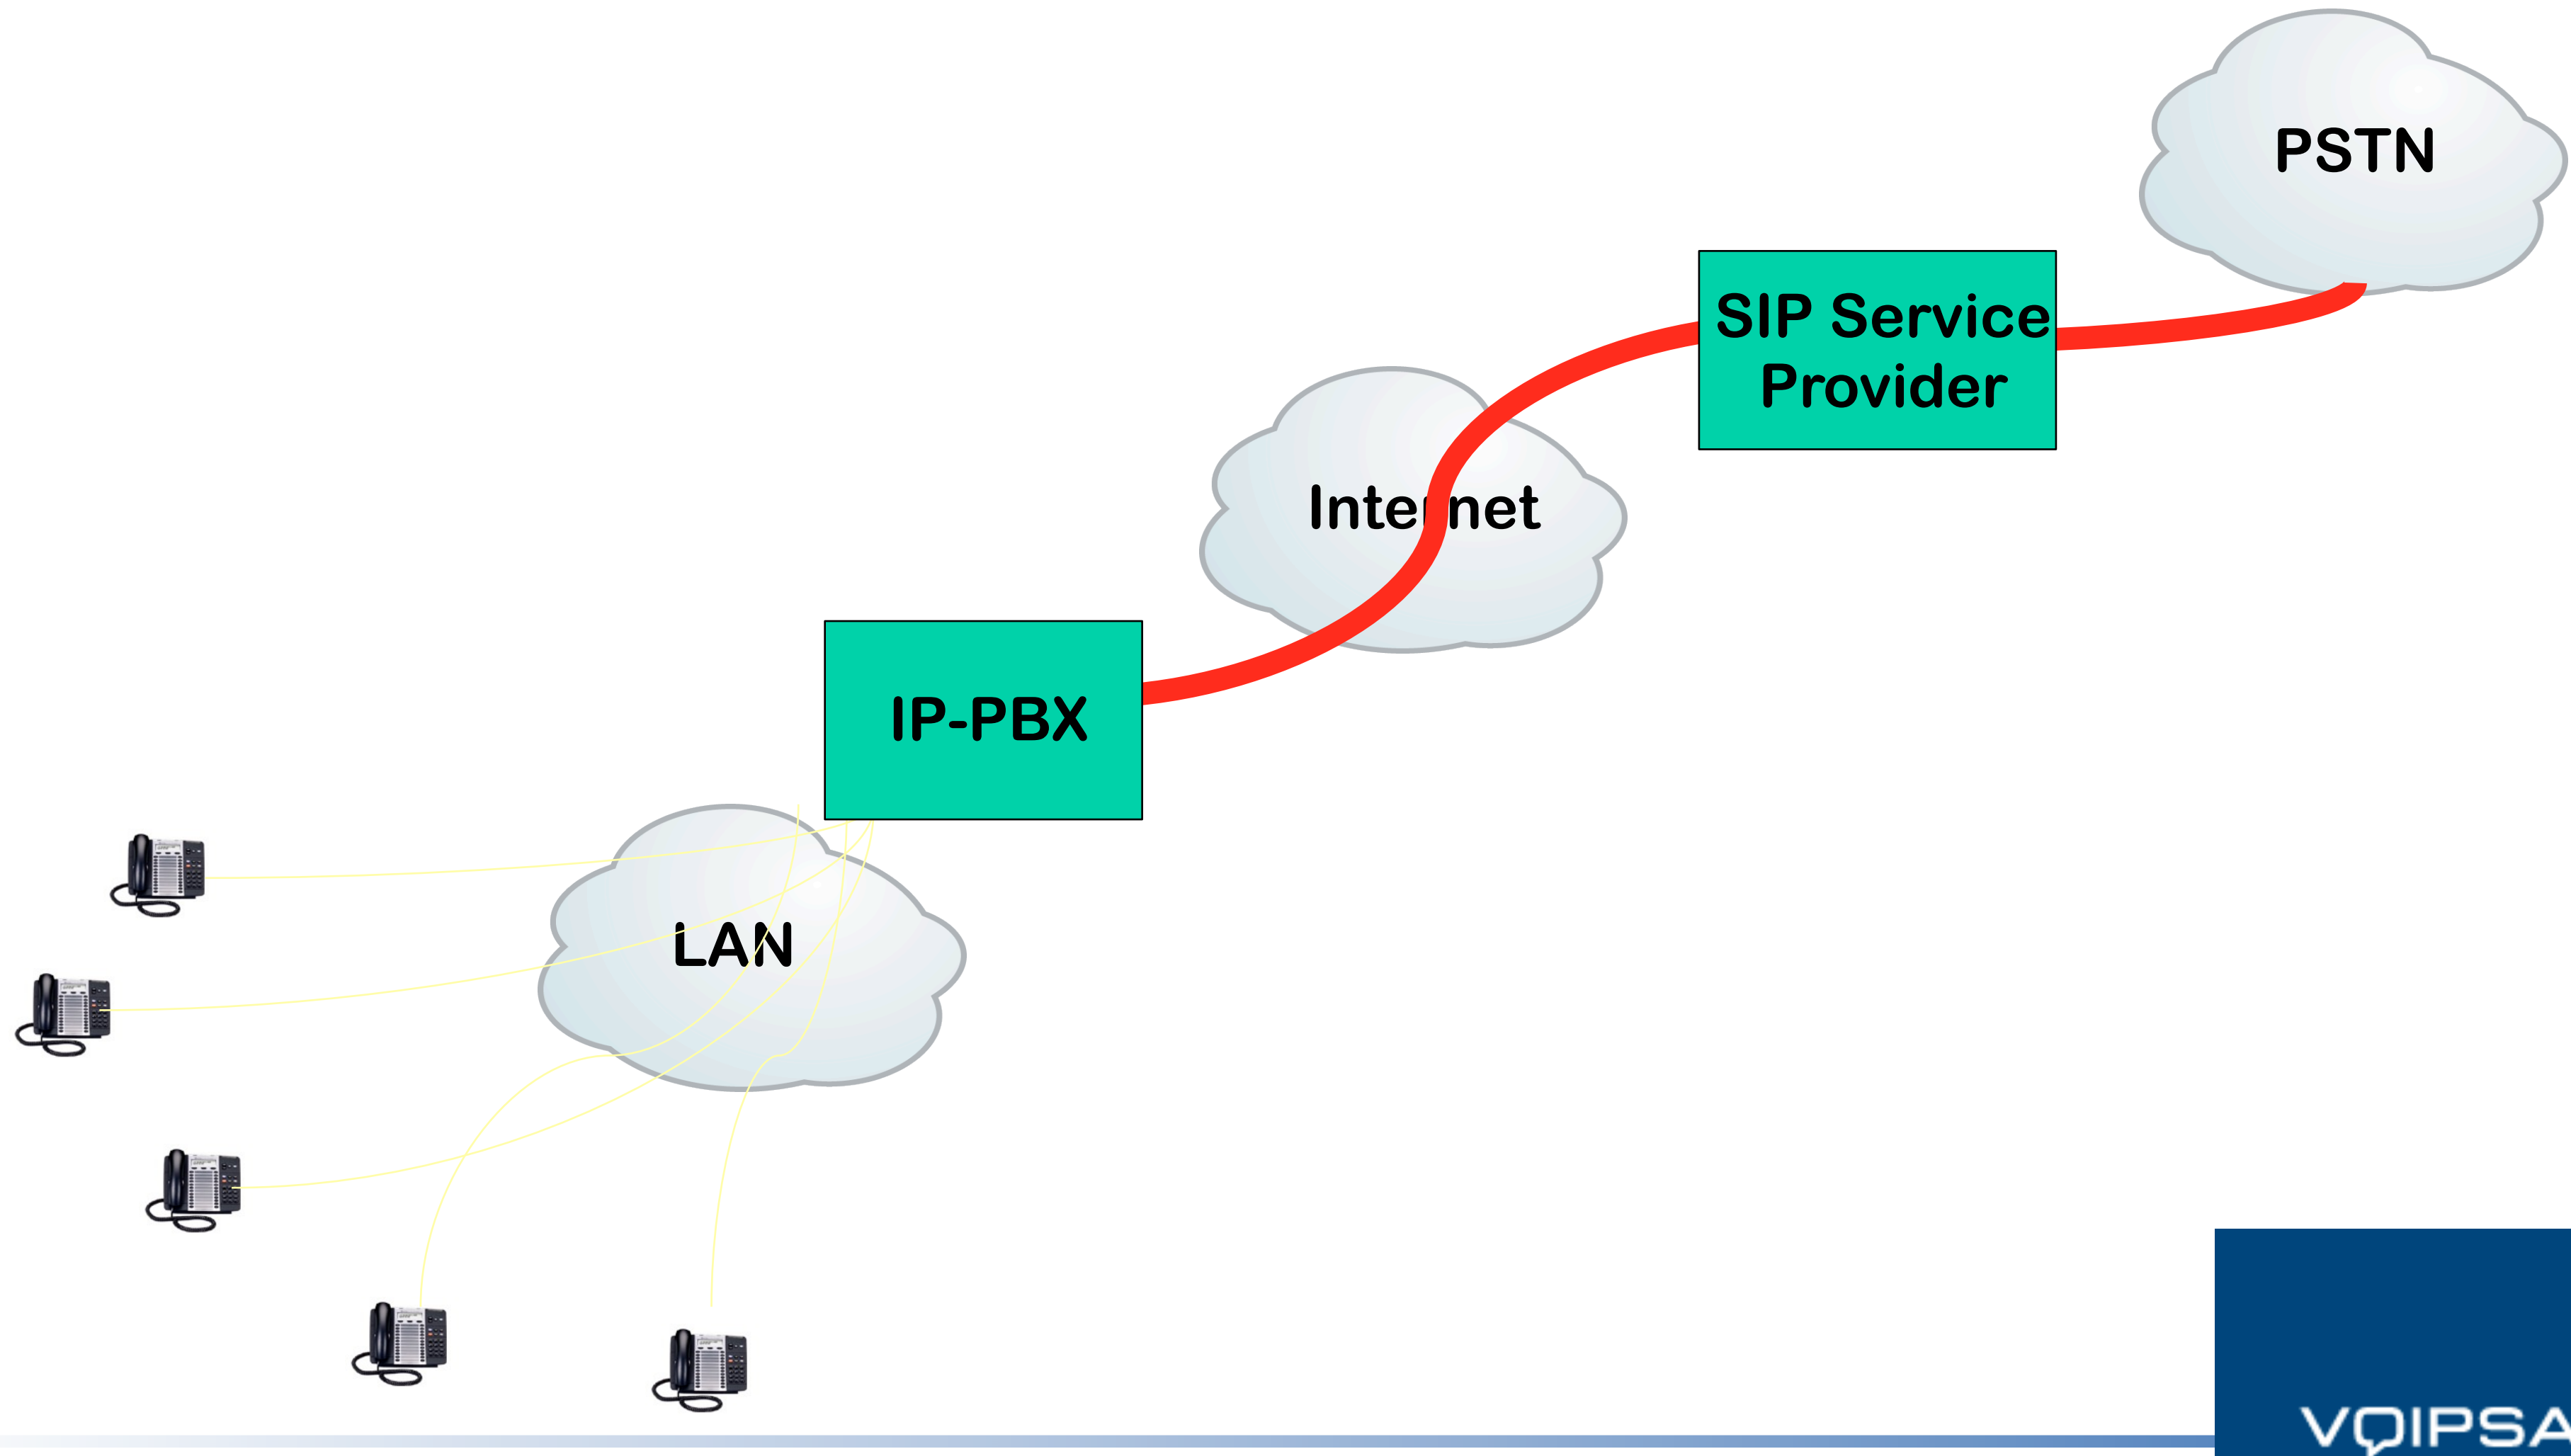 PSTN
SIP Service
Provider
Internet
IP-PBX
LAN
VOIPSA